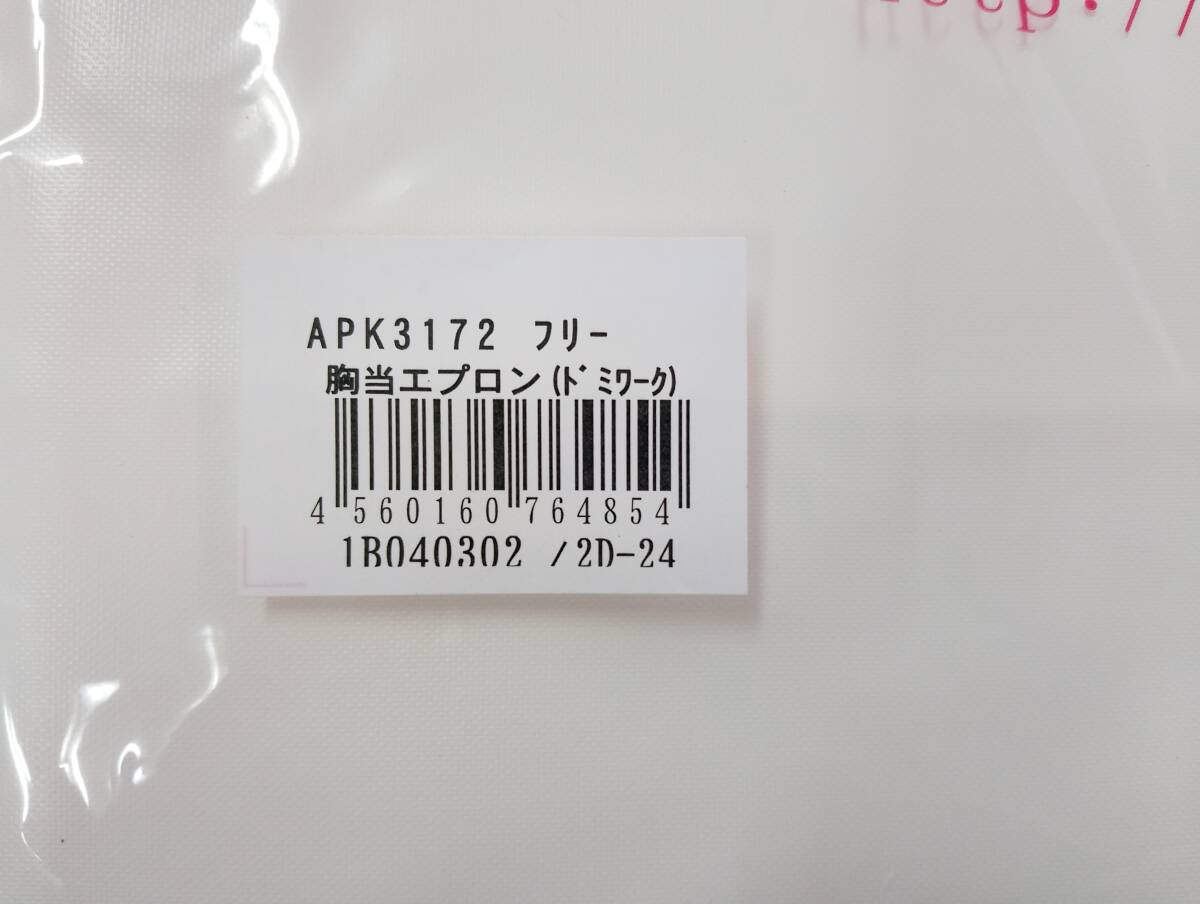 APK3172 フリー
胸当エプロン(ﾄﾞﾐﾜｰｸ)
4 560160 764854
1B040302 /2D-24